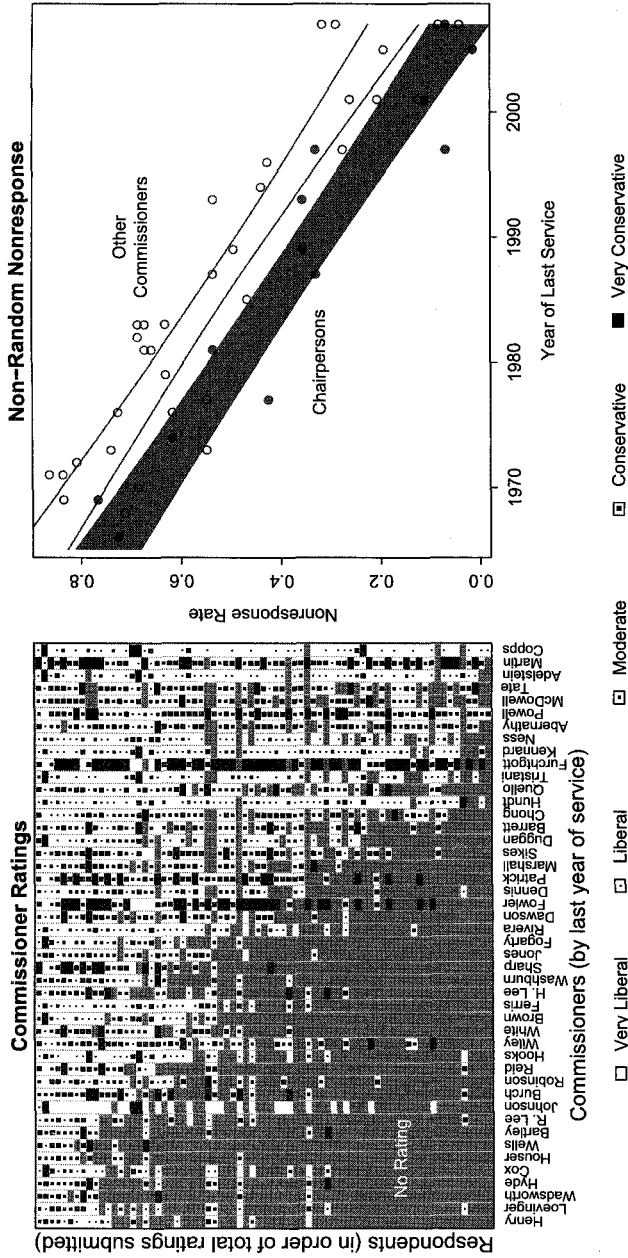 Commissioner Ratings
Respondents (in order of total ratings submitted)
No Rating
Henry
Loevinger
Wadsworth
Hyde
Cox
Houser
Wells
Bartley
R. Lee
Johnson
Burch
Robinson
Reid
Hooks
Wiley
White
Brown
Ferris
H. Lee
Washburn
Sharp
Jones
Fogarty
Rivera
Dawson
Fowler
Dennis
Patrick
Marshall
Sikes
Duggan
Barrett
Chong
Hundt
Quello
Tristani
Furchgott
Kennard
Ness
Abernathy
Powell
McDowell
Tate
Adelstein
Martin
Copps
Commissioners (by last year of service)
Non-Random Nonresponse
Nonresponse Rate
0.8
0.6
0.4
0.2
0.0
Other
Commissioners
Chairpersons
1970
1980
1990
2000
Year of Last Service
Very Liberal
Liberal
Moderate
Conservative
Very Conservative